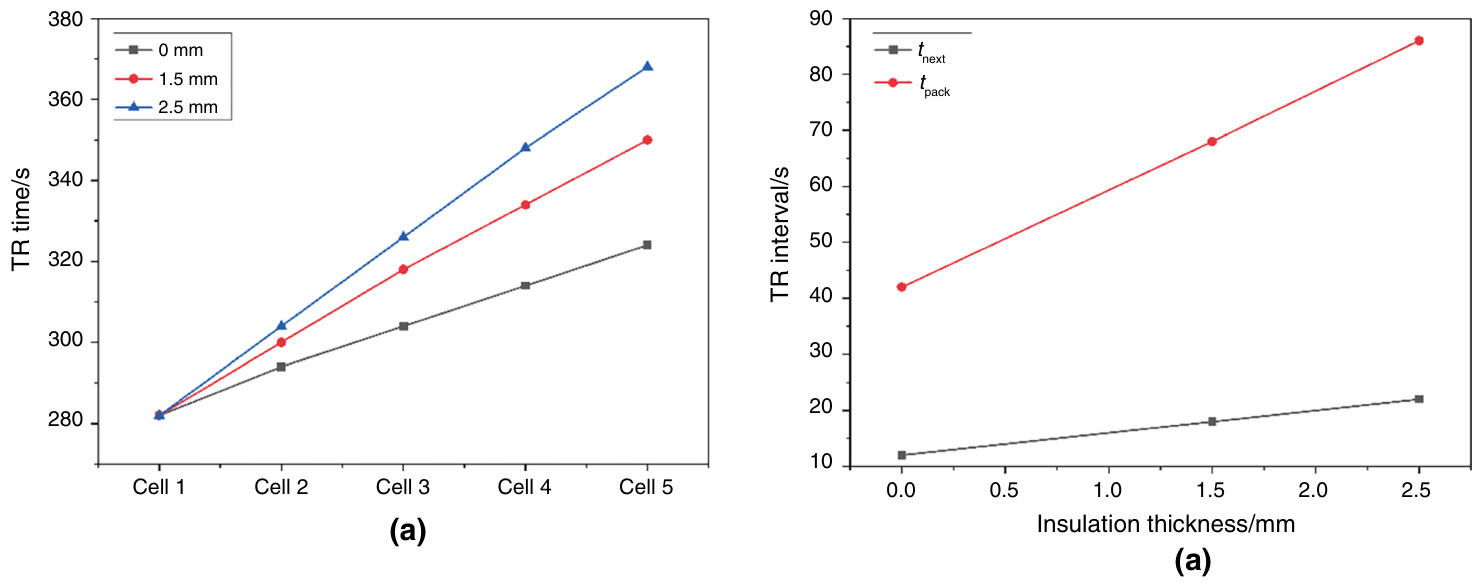 380
360
340
320
300
280
TR time/s
0 mm
1.5 mm
2.5 mm
Cell 1 Cell 2 Cell 3 Cell 4 Cell 5
(a)
90
80
70
60
50
40
30
20
10
TR interval/s
tnext
tpack
0.0 0.5 1.0 1.5 2.0 2.5
Insulation thickness/mm
(a)